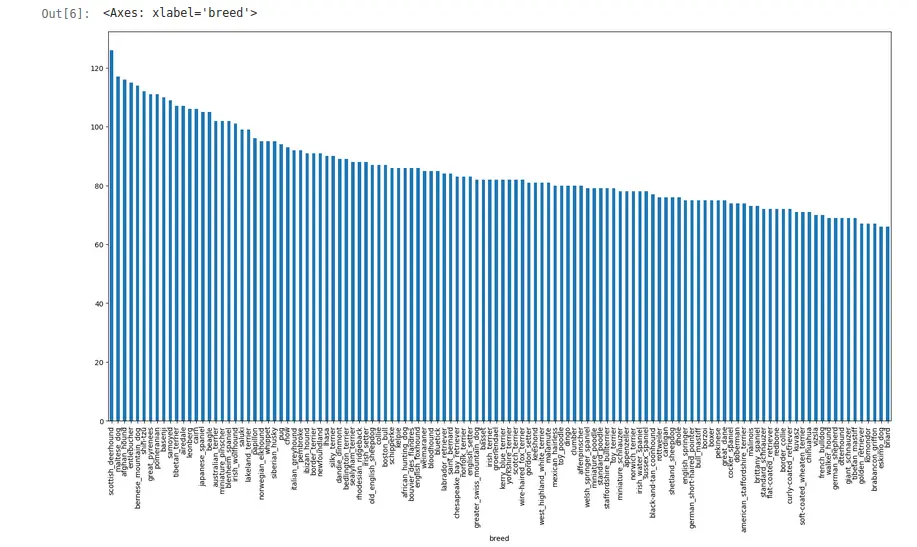 Out[6]: <Axes: xlabel='breed'>
120
100
80
60
40
20
0
scottish_deerhound
maltese_dog
afghan_hound
entlebucher
bernese_mountain_dog
shih-tzu
great_pyrenees
pomeranian
basenji
samoyed
tibetan_terrier
airedale
leonberg
cairn
japanese_spaniel
beagle
australian_terrier
miniature_pinscher
blenheim_spaniel
irish_wolfhound
saluki
lakeland_terrier
papillon
norwegian_elkhound
whippet
siberian_husky
pug
chow
italian_greyhound
pembroke
ibizan_hound
border_terrier
newfoundland
lhasa
silky_terrier
dandie_dinmont
bedlington_terrier
sealyham_terrier
rhodesian_ridgeback
irish_setter
old_english_sheepdog
collie
boston_bull
schipperke
kelpie
african_hunting_dog
bouvier_des_flandres
english_foxhound
weimaraner
bloodhound
bluetick
labrador_retriever
saint_bernard
chesapeake_bay_retriever
norfolk_terrier
english_setter
greater_swiss_mountain_dog
basset
irish_terrier
groenendael
kerry_blue_terrier
yorkshire_terrier
scotch_terrier
wire-haired_fox_terrier
gordon_setter
keeshond
west_highland_white_terrier
malamute
mexican_hairless
toy_poodle
dingo
clumber
affenpinscher
welsh_springer_spaniel
miniature_poodle
standard_poodle
staffordshire_bullterrier
toy_terrier
miniature_schnauzer
appenzeller
norwich_terrier
irish_water_spaniel
sussex_spaniel
black-and-tan_coonhound
cardigan
rottweiler
shetland_sheepdog
dhole
english_springer
german_short-haired_pointer
bull_mastiff
borzoi
boxer
pekinese
great_dane
cocker_spaniel
doberman
american_staffordshire_terrier
malinois
brittany_spaniel
standard_schnauzer
flat-coated_retriever
redbone
border_collie
curly-coated_retriever
kuvasz
soft-coated_wheaten_terrier
chihuahua
vizsla
french_bulldog
walker_hound
german_shepherd
otterhound
giant_schnauzer
tibetan_mastiff
golden_retriever
komondor
brabancon_griffon
eskimo_dog
briard
breed